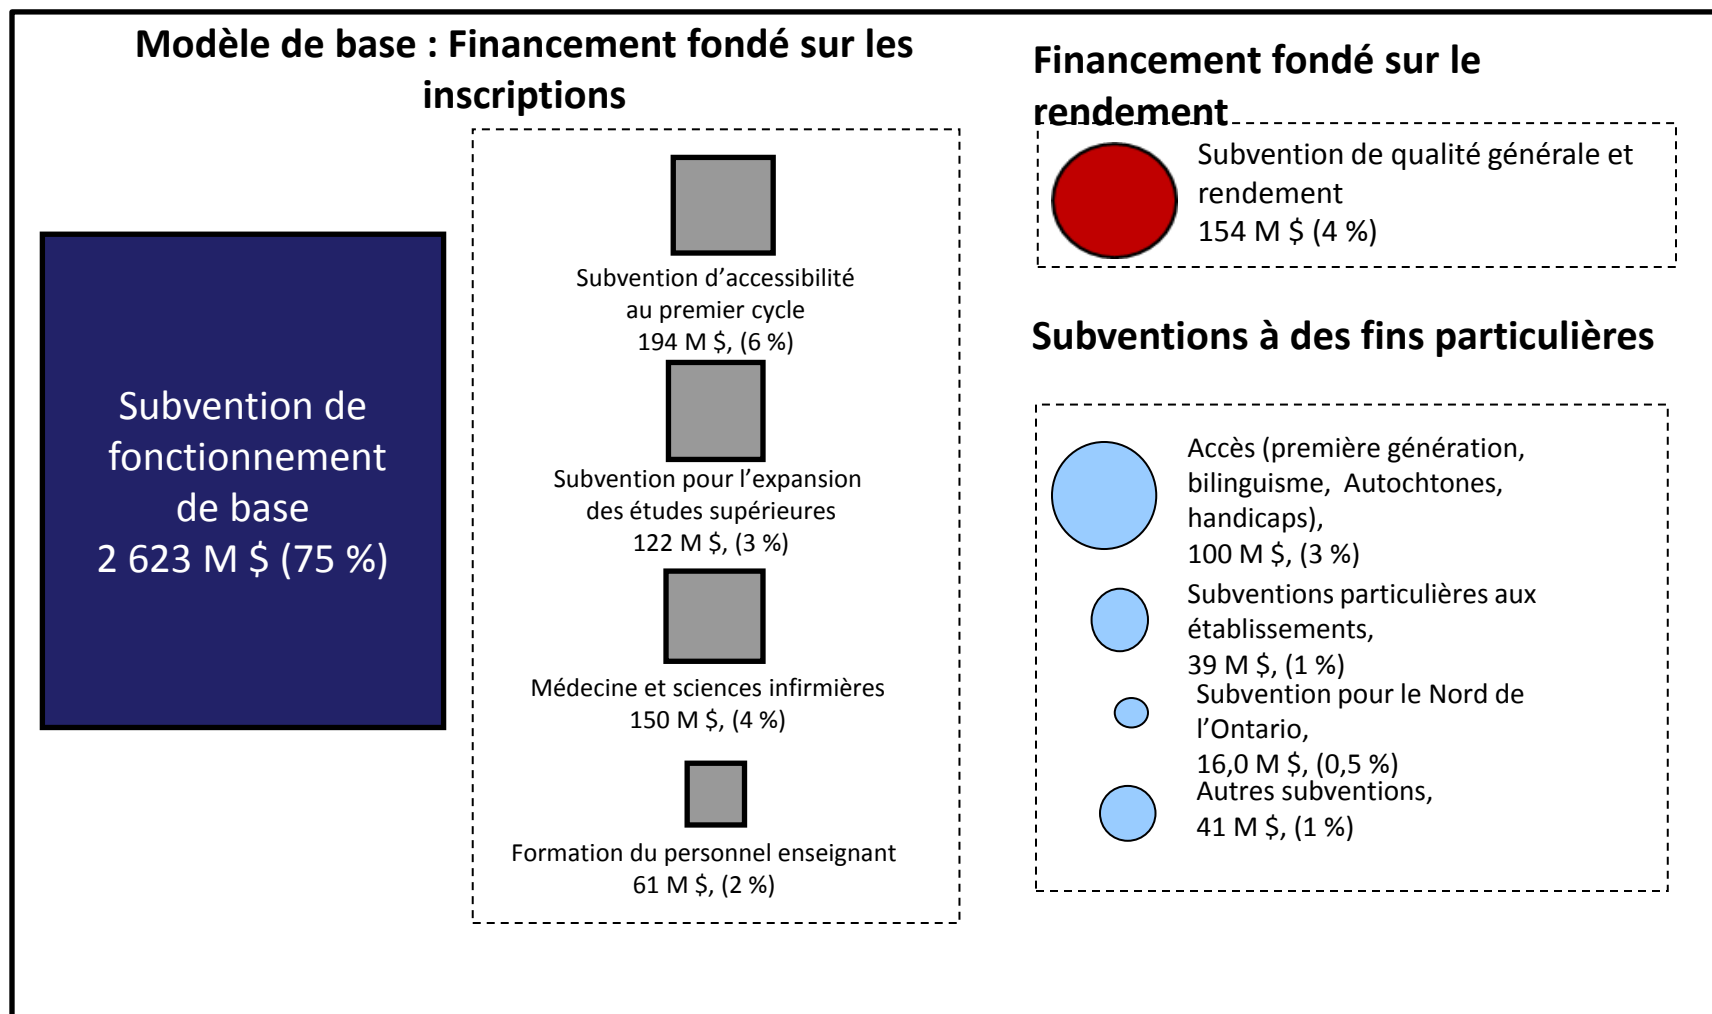 Modèle de base : Financement fondé sur les
inscriptions
Subvention de
fonctionnement
de base
2 623 M $ (75 %)
Subvention d’accessibilité
au premier cycle
194 M $, (6 %)
Subvention pour l’expansion
des études supérieures
122 M $, (3 %)
Médecine et sciences infirmières
150 M $, (4 %)
Formation du personnel enseignant
61 M $, (2 %)
Financement fondé sur le
rendement
Subvention de qualité générale et
rendement
154 M $ (4 %)
Subventions à des fins particulières
Accès (première génération,
bilinguisme, Autochtones,
handicaps),
100 M $, (3 %)
Subventions particulières aux
établissements,
39 M $, (1 %)
Subvention pour le Nord de
l’Ontario,
16,0 M $, (0,5 %)
Autres subventions,
41 M $, (1 %)